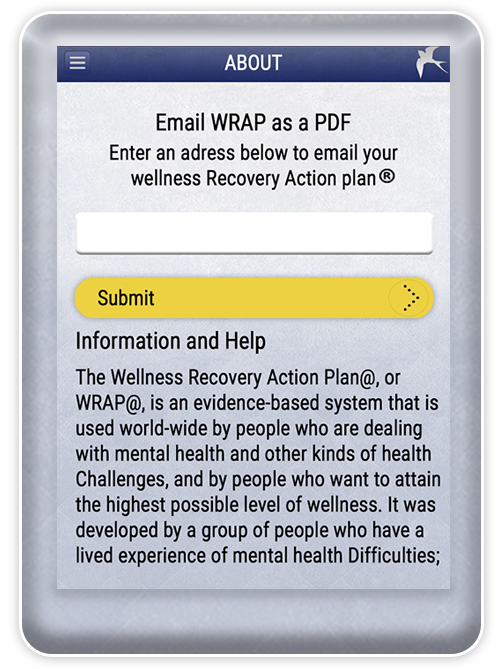 ABOUT
Email WRAP as a PDF
Enter an adress below to email your
wellness Recovery Action plan®
Submit
Information and Help
The Wellness Recovery Action Plan@, or
WRAP@, is an evidence-based system that is
used world-wide by people who are dealing
with mental health and other kinds of health
Challenges, and by people who want to attain
the highest possible level of wellness. It was
developed by a group of people who have a
lived experience of mental health Difficulties;